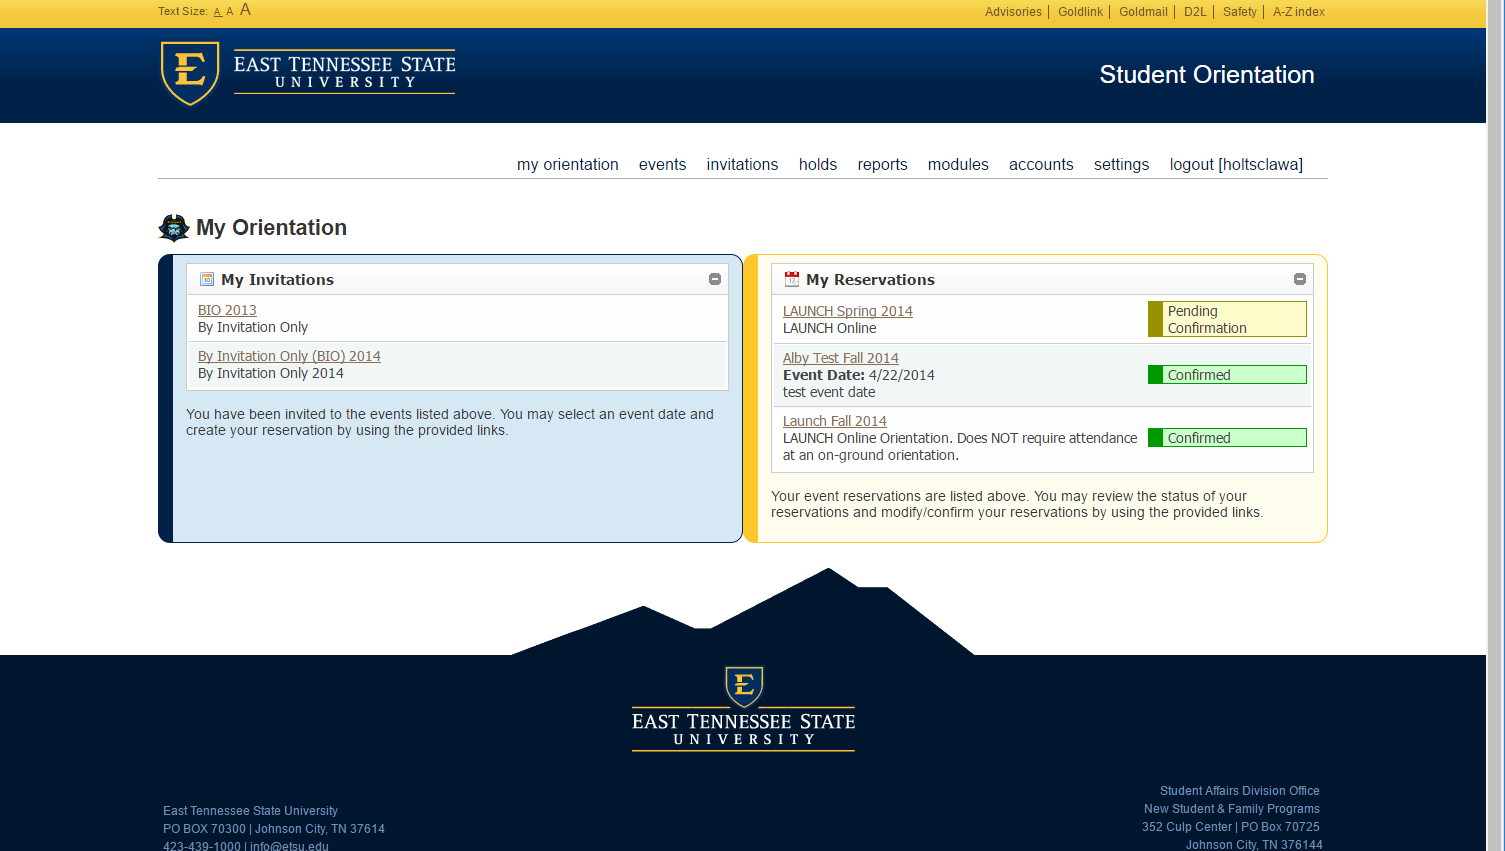 Text Size: A A A
Advisories | Goldlink | Goldmail | D2L | Safety | A-Z index
E EAST TENNESSEE STATE
UNIVERSITY
Student Orientation
my orientation events invitations holds reports modules accounts settings logout [holtsclawa]
My Orientation
My Invitations
BIO 2013
By Invitation Only
By Invitation Only (BIO) 2014
By Invitation Only 2014
You have been invited to the events listed above. You may select an event date and
create your reservation by using the provided links.
My Reservations
LAUNCH Spring 2014
LAUNCH Online
Pending
Confirmation
Alby Test Fall 2014
Event Date: 4/22/2014
test event date
Confirmed
Launch Fall 2014
LAUNCH Online Orientation. Does NOT require attendance
at an on-ground orientation.
Confirmed
Your event reservations are listed above. You may review the status of your
reservations and modify/confirm your reservations by using the provided links.
E
EAST TENNESSEE STATE
UNIVERSITY
East Tennessee State University
PO BOX 70300 | Johnson City, TN 37614
423-439-1000 | info@etsu.edu
Student Affairs Division Office
New Student & Family Programs
352 Culp Center | PO Box 70725
Johnson City, TN 376144